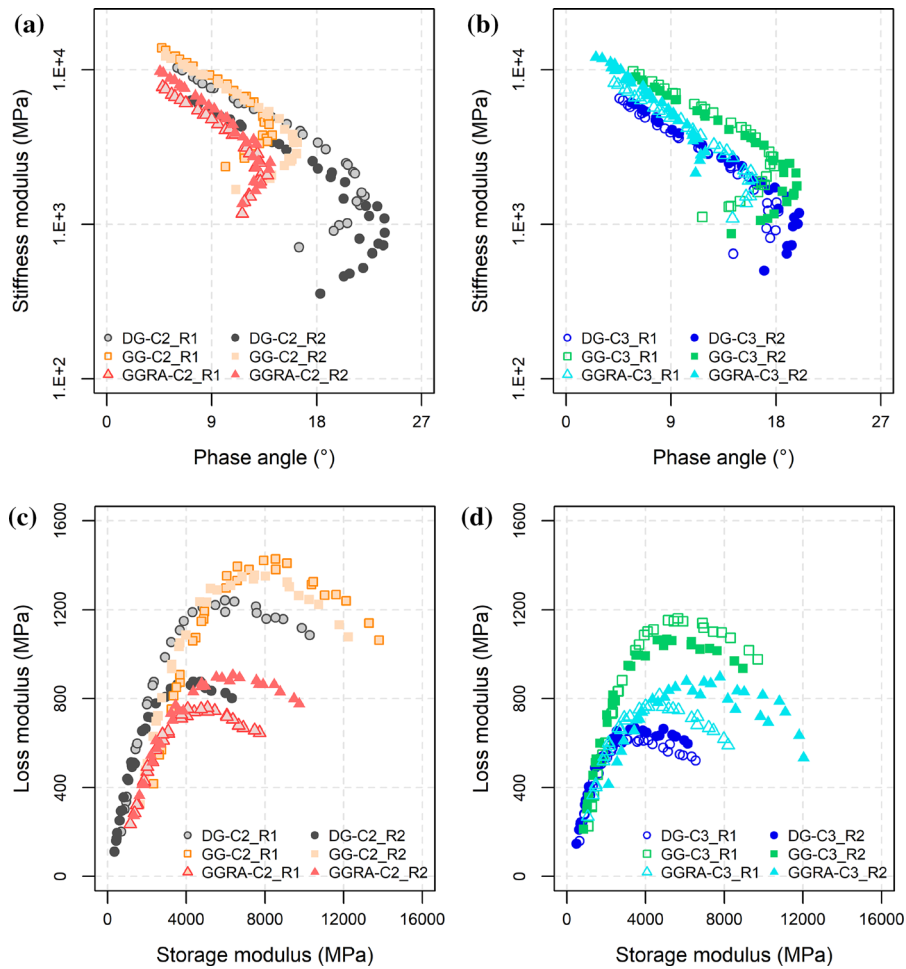 (a)
Stiffness modulus (MPa)
1.E+4
1.E+3
1.E+2
DG-C2_R1 DG-C2_R2
GG-C2_R1 GG-C2_R2
GGRA-C2_R1 GGRA-C2_R2
0 9 18 27
Phase angle (°)
(b)
Stiffness modulus (MPa)
1.E+4
1.E+3
1.E+2
DG-C3_R1 DG-C3_R2
GG-C3_R1 GG-C3_R2
GGRA-C3_R1 GGRA-C3_R2
0 9 18 27
Phase angle (°)
(c)
Loss modulus (MPa)
1600
1200
800
400
0
DG-C2_R1 DG-C2_R2
GG-C2_R1 GG-C2_R2
GGRA-C2_R1 GGRA-C2_R2
0 4000 8000 12000 16000
Storage modulus (MPa)
(d)
Loss modulus (MPa)
1600
1200
800
400
0
DG-C3_R1 DG-C3_R2
GG-C3_R1 GG-C3_R2
GGRA-C3_R1 GGRA-C3_R2
0 4000 8000 12000 16000
Storage modulus (MPa)